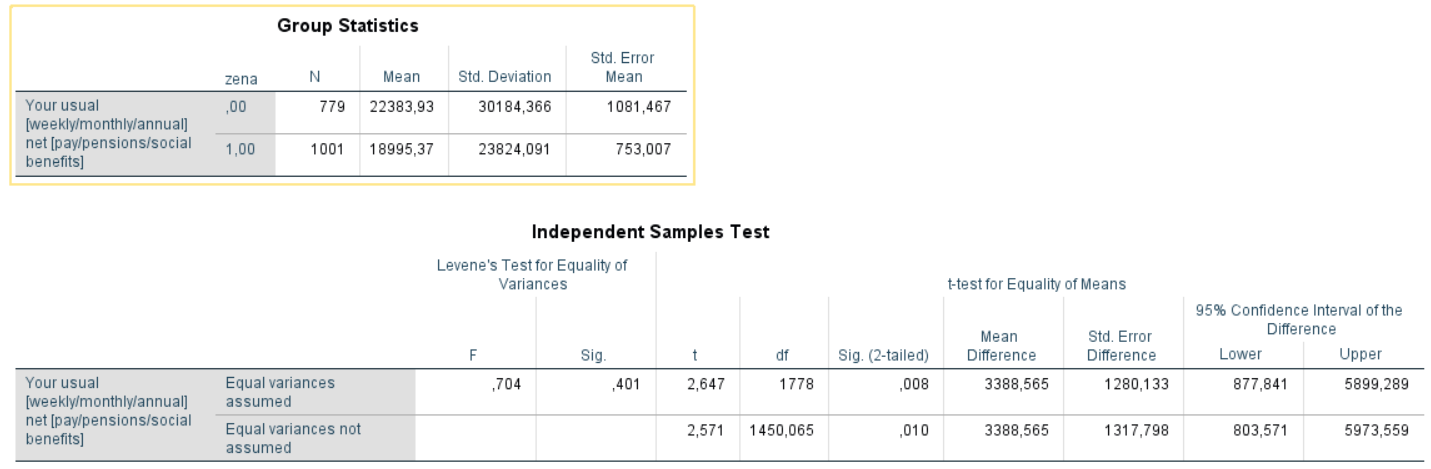 Group Statistics
zena N Mean Std. Deviation Std. Error Mean
Your usual [weekly/monthly/annual] net [pay/pensions/social benefits] ,00 779 22383,93 30184,366 1081,467
1,00 1001 18995,37 23824,091 753,007
Independent Samples Test
Levene's Test for Equality of Variances t-test for Equality of Means
95% Confidence Interval of the Difference
F Sig. t df Sig. (2-tailed) Mean Difference Std. Error Difference Lower Upper
Your usual [weekly/monthly/annual] net [pay/pensions/social benefits] Equal variances assumed ,704 ,401 2,647 1778 ,008 3388,565 1280,133 877,841 5899,289
Equal variances not assumed 2,571 1450,065 ,010 3388,565 1317,798 803,571 5973,559